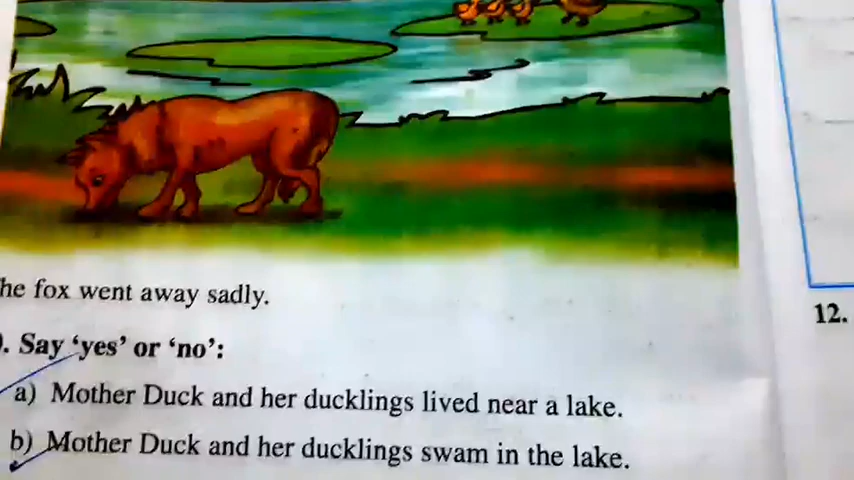 he fox went away sadly.
. Say ‘yes’ or ‘no’:
a) Mother Duck and her ducklings lived near a lake.
b) Mother Duck and her ducklings swam in the lake.
12.